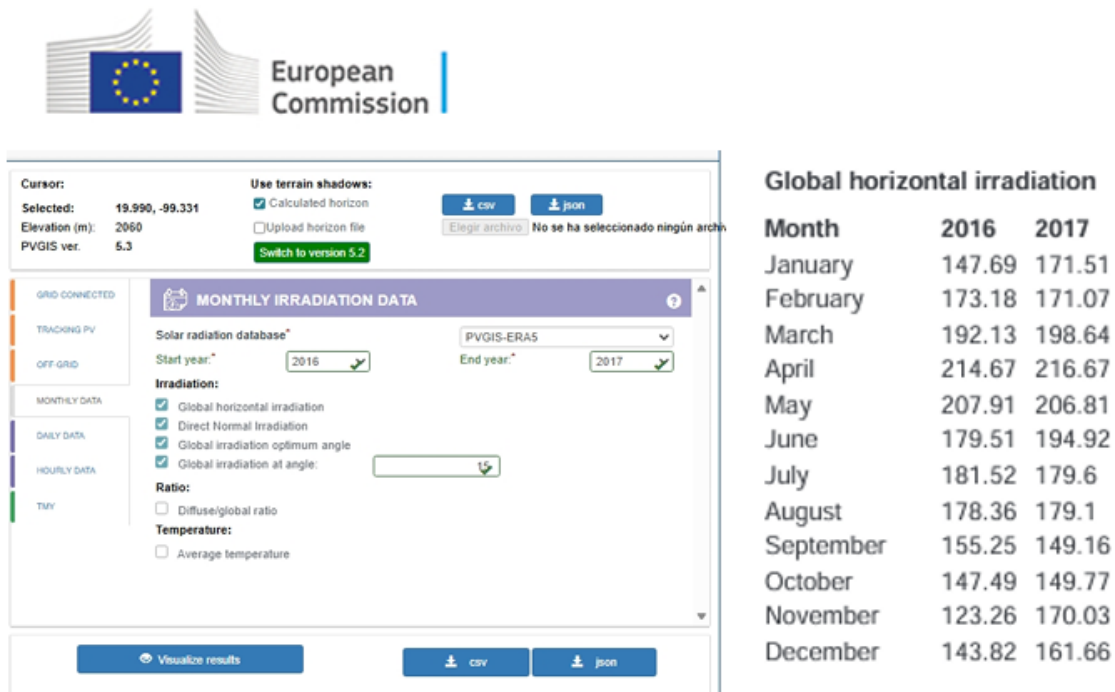 European
Commission
Cursor:
Selected: 19.990, -99.331
Elevation (m): 2060
PVGIS ver. 5.3
Use terrain shadows:
Calculated horizon
Upload horizon file
Switch to version 5.2
csv json
Elegir archivo No se ha seleccionado ningún archiv
GRID CONNECTED
TRACKING PV
OFF-GRID
MONTHLY DATA
DAILY DATA
HOURLY DATA
TMY
MONTHLY IRRADIATION DATA ?
Solar radiation database* PVGIS-ERA5
Start year:* 2016 End year:* 2017
Irradiation:
Global horizontal irradiation
Direct Normal Irradiation
Global irradiation optimum angle
Global irradiation at angle: 15
Ratio:
Diffuse/global ratio
Temperature:
Average temperature
Visualize results csv json
Global horizontal irradiation
Month 2016 2017
January 147.69 171.51
February 173.18 171.07
March 192.13 198.64
April 214.67 216.67
May 207.91 206.81
June 179.51 194.92
July 181.52 179.6
August 178.36 179.1
September 155.25 149.16
October 147.49 149.77
November 123.26 170.03
December 143.82 161.66